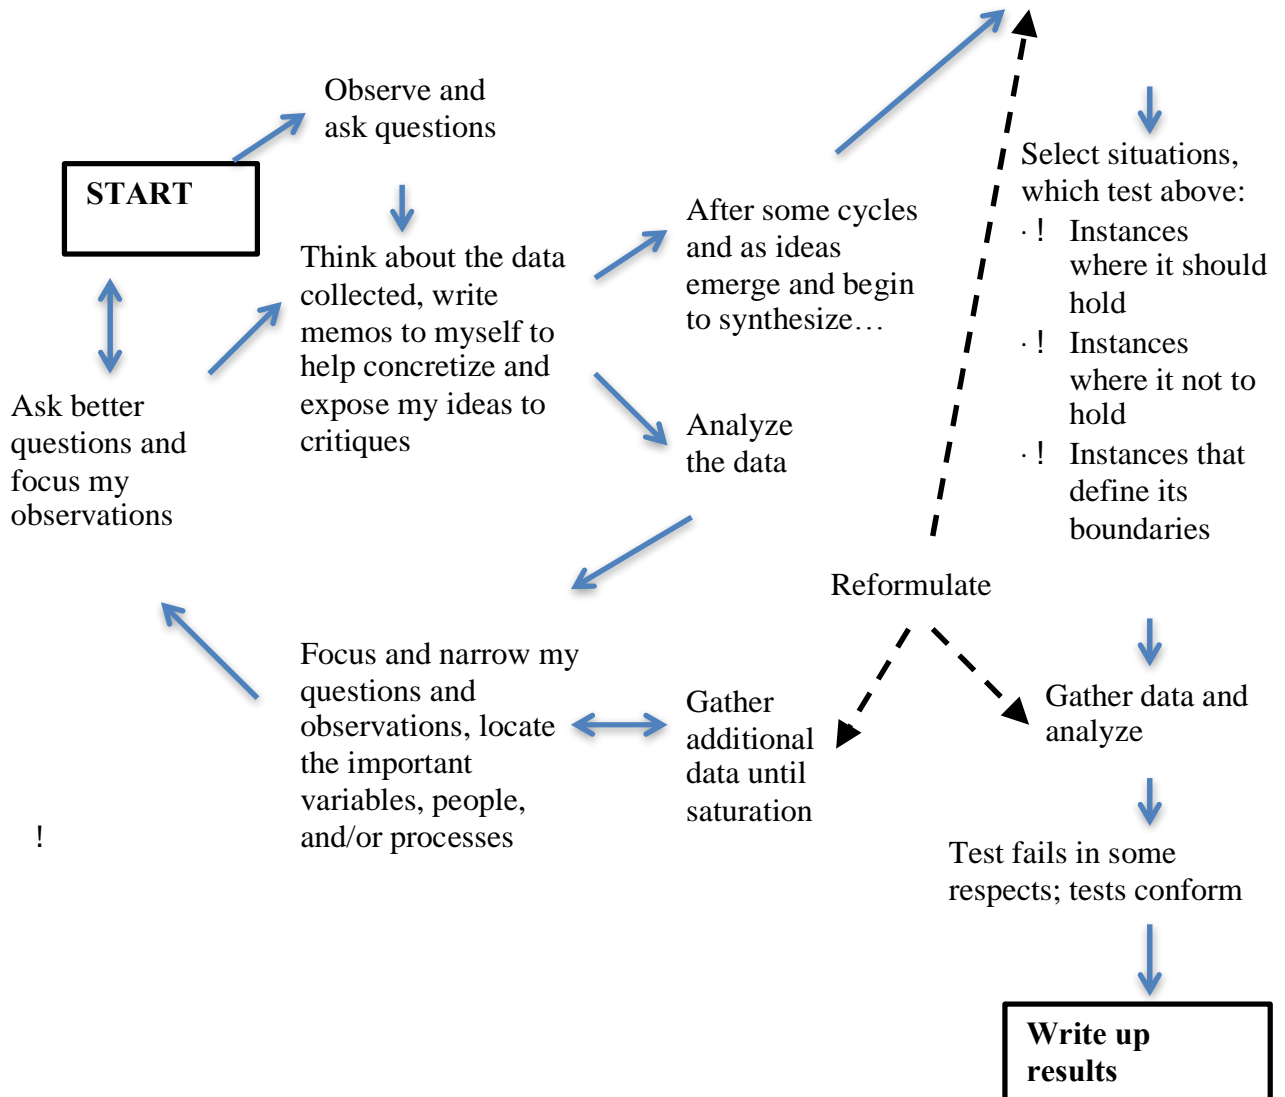 START
Observe and
ask questions
Think about the data
collected, write
memos to myself to
help concretize and
expose my ideas to
critiques
Ask better
questions and
focus my
observations
After some cycles
and as ideas
emerge and begin
to synthesize…
Analyze
the data
Focus and narrow my
questions and
observations, locate
the important
variables, people,
and/or processes
Gather
additional
data until
saturation
Reformulate
Select situations,
which test above:
· ! Instances
where it should
hold
· ! Instances
where it not to
hold
· ! Instances that
define its
boundaries
Gather data and
analyze
Test fails in some
respects; tests conform
Write up
results
!